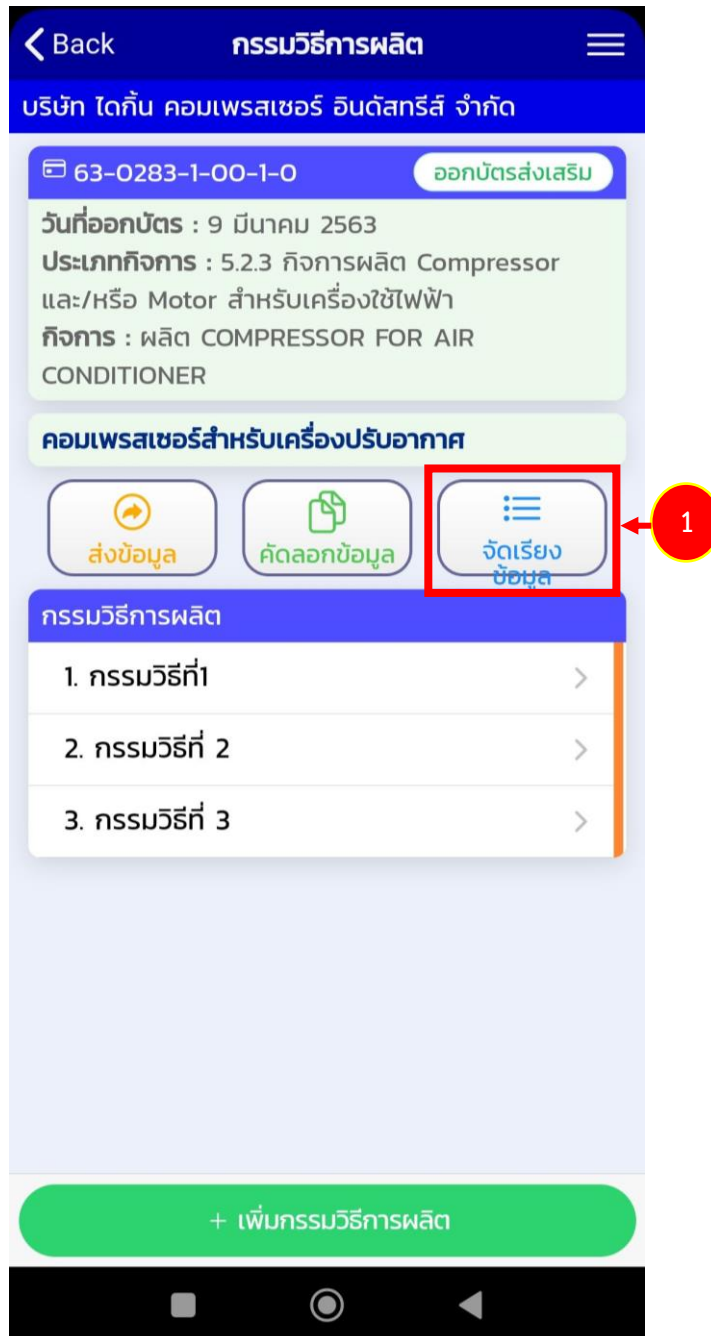 Back กรรมวิธีการผลิต
บริษัท ไดกิ้น คอมเพรสเซอร์ อินดัสทรีส์ จำกัด
63-0283-1-00-1-0 ออกบัตรส่งเสริม
วันที่ออกบัตร : 9 มีนาคม 2563
ประเภทกิจการ : 5.2.3 กิจการผลิต Compressor
และ/หรือ Motor สำหรับเครื่องใช้ไฟฟ้า
กิจการ : ผลิต COMPRESSOR FOR AIR
CONDITIONER
คอมเพรสเซอร์สำหรับเครื่องปรับอากาศ
ส่งข้อมูล คัดลอกข้อมูล จัดเรียง
ข้อมูล
1
กรรมวิธีการผลิต
1. กรรมวิธีที่1
2. กรรมวิธีที่ 2
3. กรรมวิธีที่ 3
+ เพิ่มกรรมวิธีการผลิต